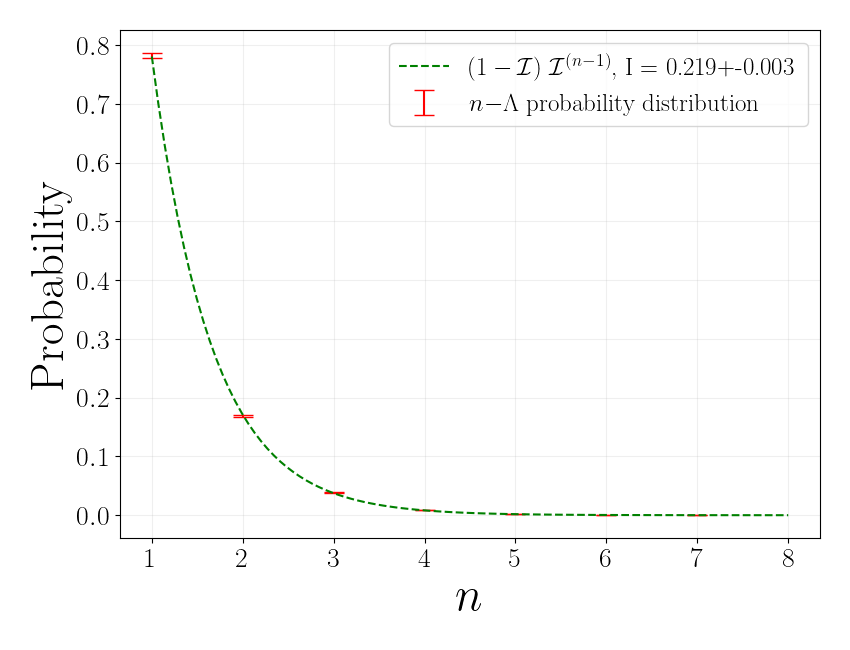 0.8
0.7
0.6
0.5
0.4
0.3
0.2
0.1
0.0
Probability
(1 − 𝓘) 𝓘^(n−1), I = 0.219+-0.003
n−Λ probability distribution
1 2 3 4 5 6 7 8
n